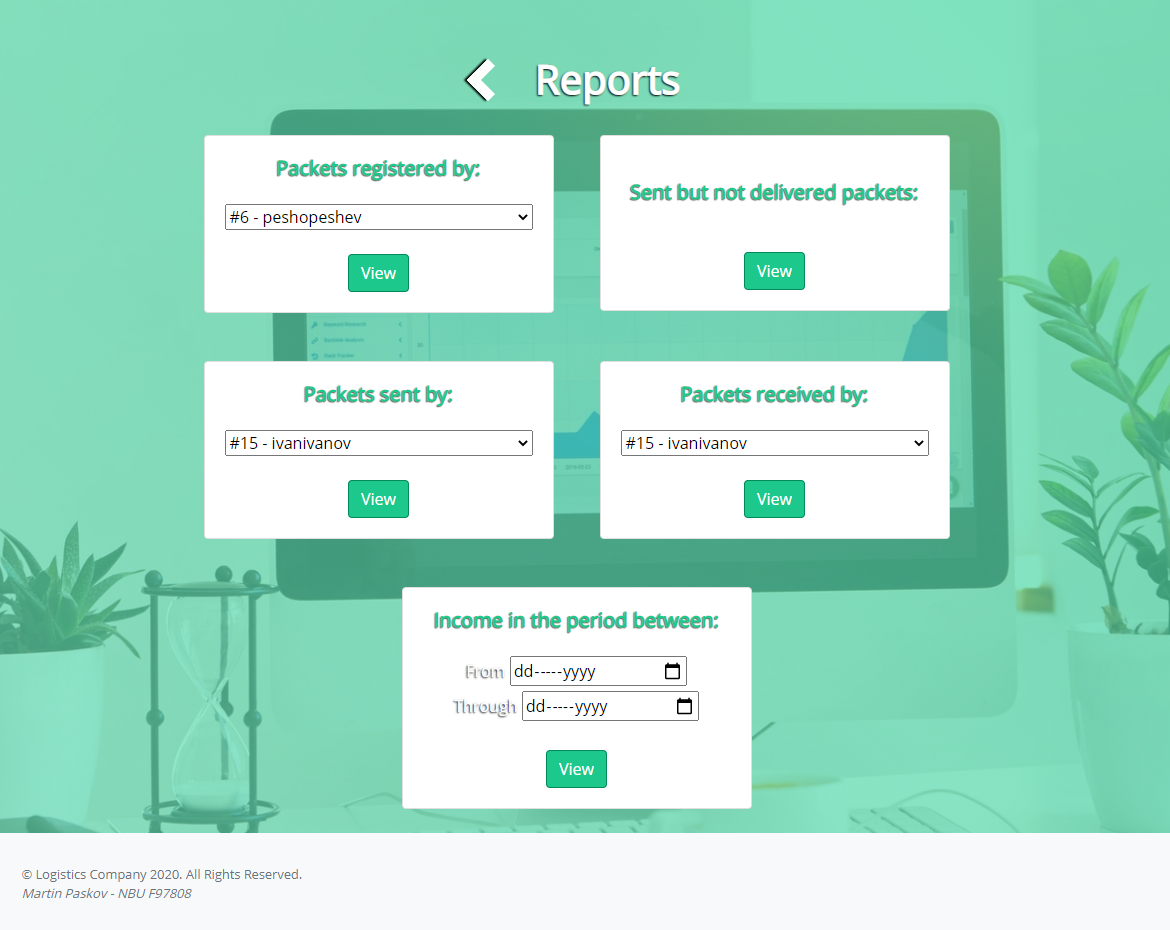 Reports
Packets registered by:
#6 - peshopeshev
View
Sent but not delivered packets:
View
Packets sent by:
#15 - ivanivanov
View
Packets received by:
#15 - ivanivanov
View
Income in the period between:
From dd-----yyyy
Through dd-----yyyy
View
© Logistics Company 2020. All Rights Reserved.
Martin Paskov - NBU F97808